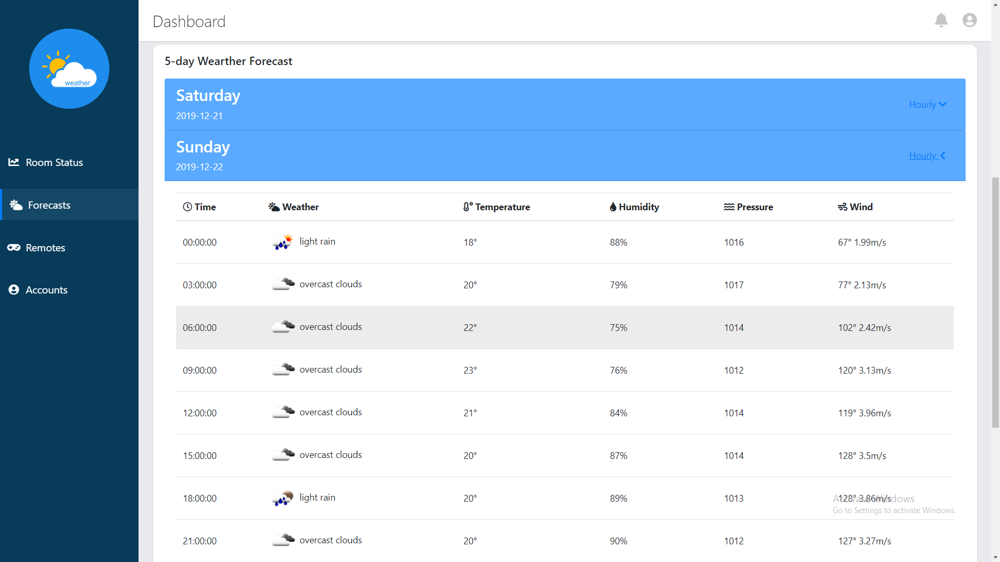 Dashboard
weather
Room Status
Forecasts
Remotes
Accounts
5-day Wearther Forecast
Saturday
2019-12-21
Hourly
Sunday
2019-12-22
Hourly
Time Weather Temperature Humidity Pressure Wind
00:00:00 light rain 18° 88% 1016 67° 1.99m/s
03:00:00 overcast clouds 20° 79% 1017 77° 2.13m/s
06:00:00 overcast clouds 22° 75% 1014 102° 2.42m/s
09:00:00 overcast clouds 23° 76% 1012 120° 3.13m/s
12:00:00 overcast clouds 21° 84% 1014 119° 3.96m/s
15:00:00 overcast clouds 20° 87% 1014 128° 3.5m/s
18:00:00 light rain 20° 89% 1013 128° 3.86m/s
Activate Windows
Go to Settings to activate Windows.
21:00:00 overcast clouds 20° 90% 1012 127° 3.27m/s